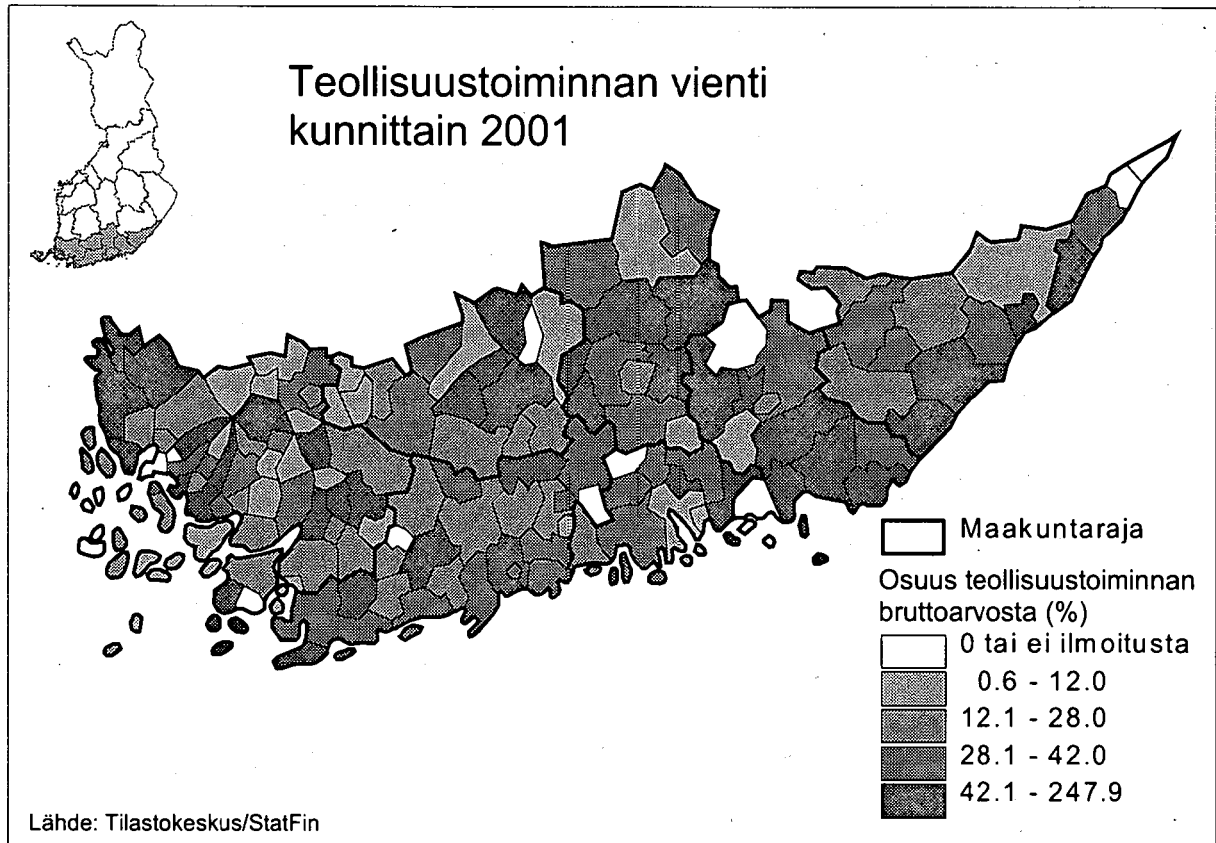 Teollisuustoiminnan vienti
kunnittain 2001
Maakuntaraja
Osuus teollisuustoiminnan
bruttoarvosta (%)
0 tai ei ilmoitusta
0.6 - 12.0
12.1 - 28.0
28.1 - 42.0
42.1 - 247.9
Lähde: Tilastokeskus/StatFin